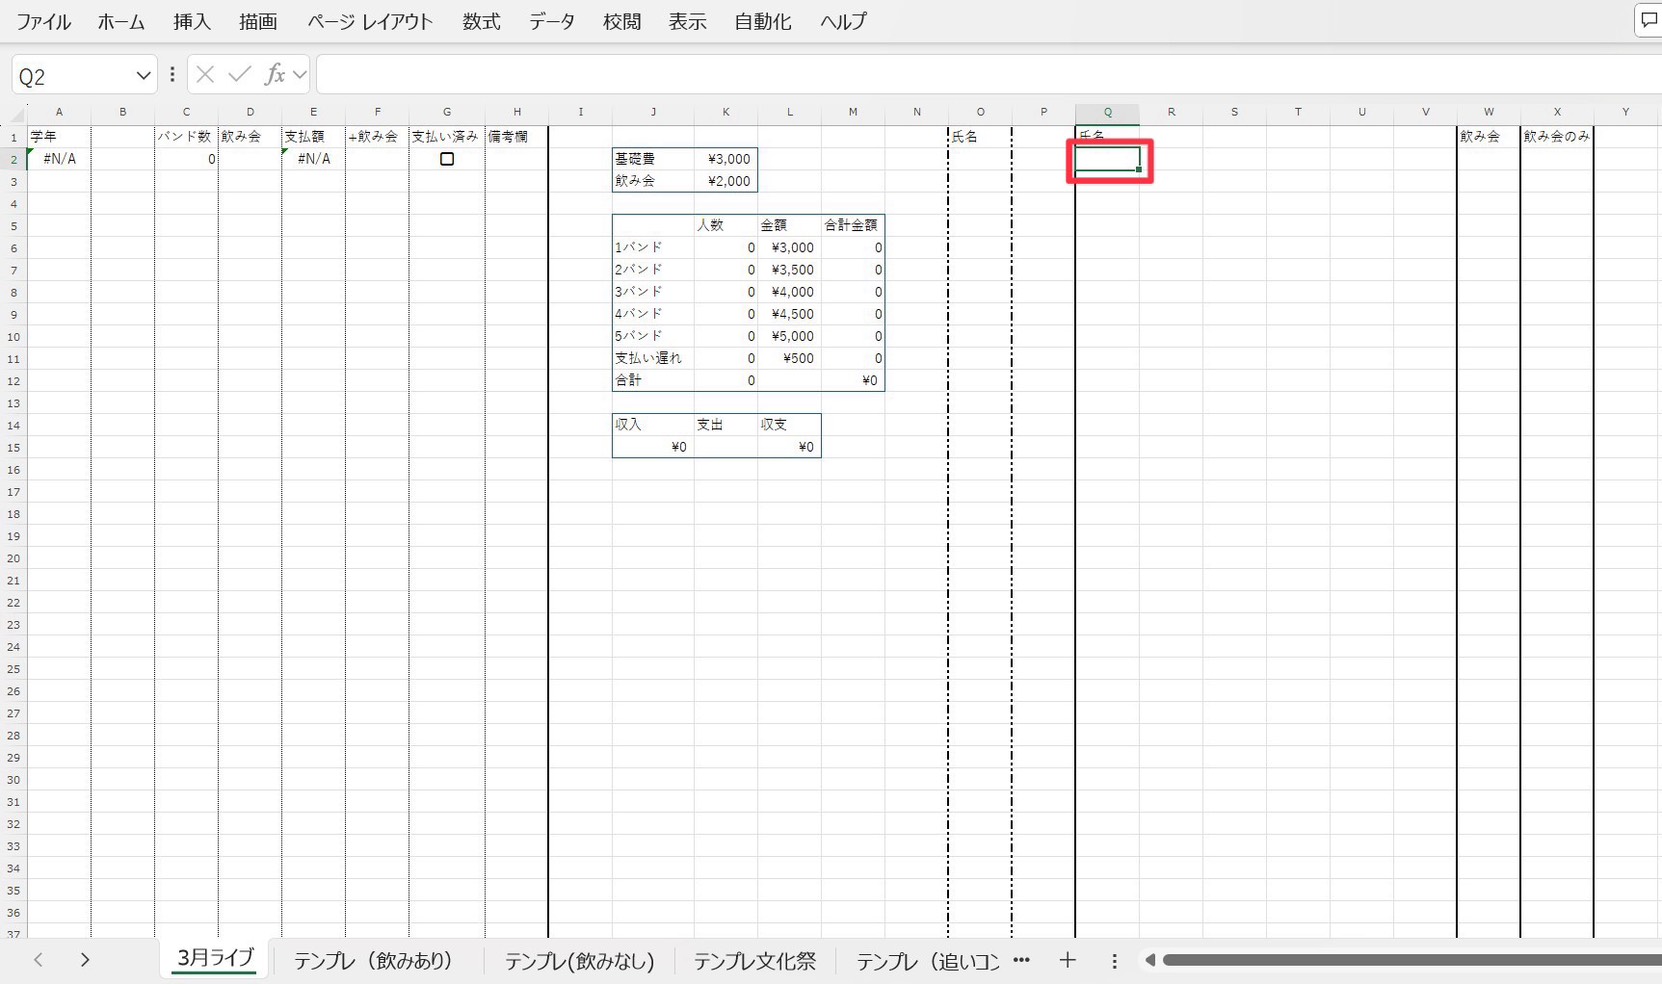 ファイル ホーム 挿入 描画 ページ レイアウト 数式 データ 校閲 表示 自動化 ヘルプ
Q2 fx
A B C D E F G H I J K L M N O P Q R S T U V W X Y
1 学年 バンド数 飲み会 支払額 +飲み会 支払い済み 備考欄 氏名 氏名 飲み会 飲み会のみ
2 #N/A 0 #N/A 基礎費 ¥3,000
3 飲み会 ¥2,000
4
5 人数 金額 合計金額
6 1バンド 0 ¥3,000 0
7 2バンド 0 ¥3,500 0
8 3バンド 0 ¥4,000 0
9 4バンド 0 ¥4,500 0
10 5バンド 0 ¥5,000 0
11 支払い遅れ 0 ¥500 0
12 合計 0 ¥0
13
14 収入 支出 収支
15 ¥0 ¥0
16
17
18
19
20
21
22
23
24
25
26
27
28
29
30
31
32
33
34
35
36
37
3月ライブ テンプレ（飲みあり） テンプレ(飲みなし) テンプレ文化祭 テンプレ（追いコン ···